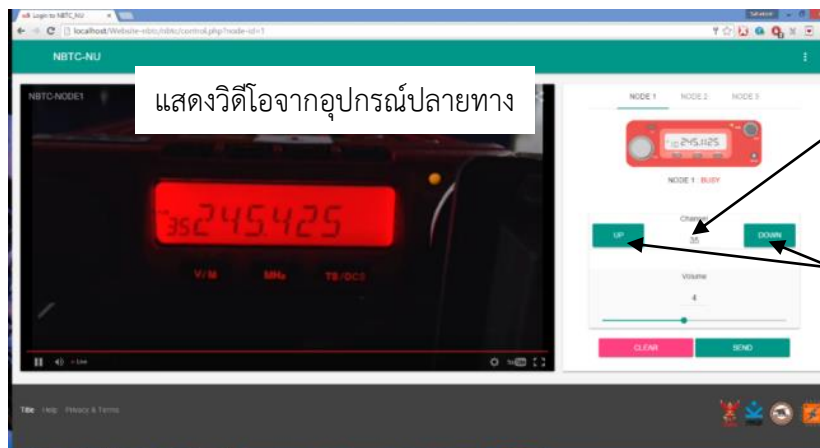 Login to NBTC_NU
localhost/Website-nbtc/nbtc/control.php?node-id=1
NBTC-NU
NBTC-NODE1
แสดงวิดีโอจากอุปกรณ์ปลายทาง
35 245.425
V/M MHz TS/DCS
Live
NODE 1 NODE 2 NODE 3
245.1125
NODE 1 : BUSY
Channel
UP 35 DOWN
Volume
4
CLEAR SEND
Title Help Privacy & Terms